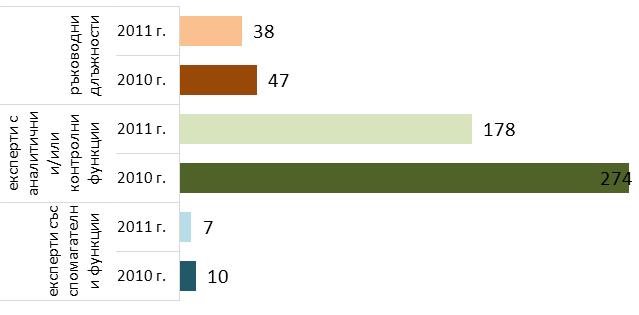 ръководни
длъжности
2011 г.
38
2010 г.
47
експерти с
аналитични
и/или
контролни
функции
2011 г.
178
2010 г.
274
експерти със
спомагателн
и функции
2011 г.
7
2010 г.
10